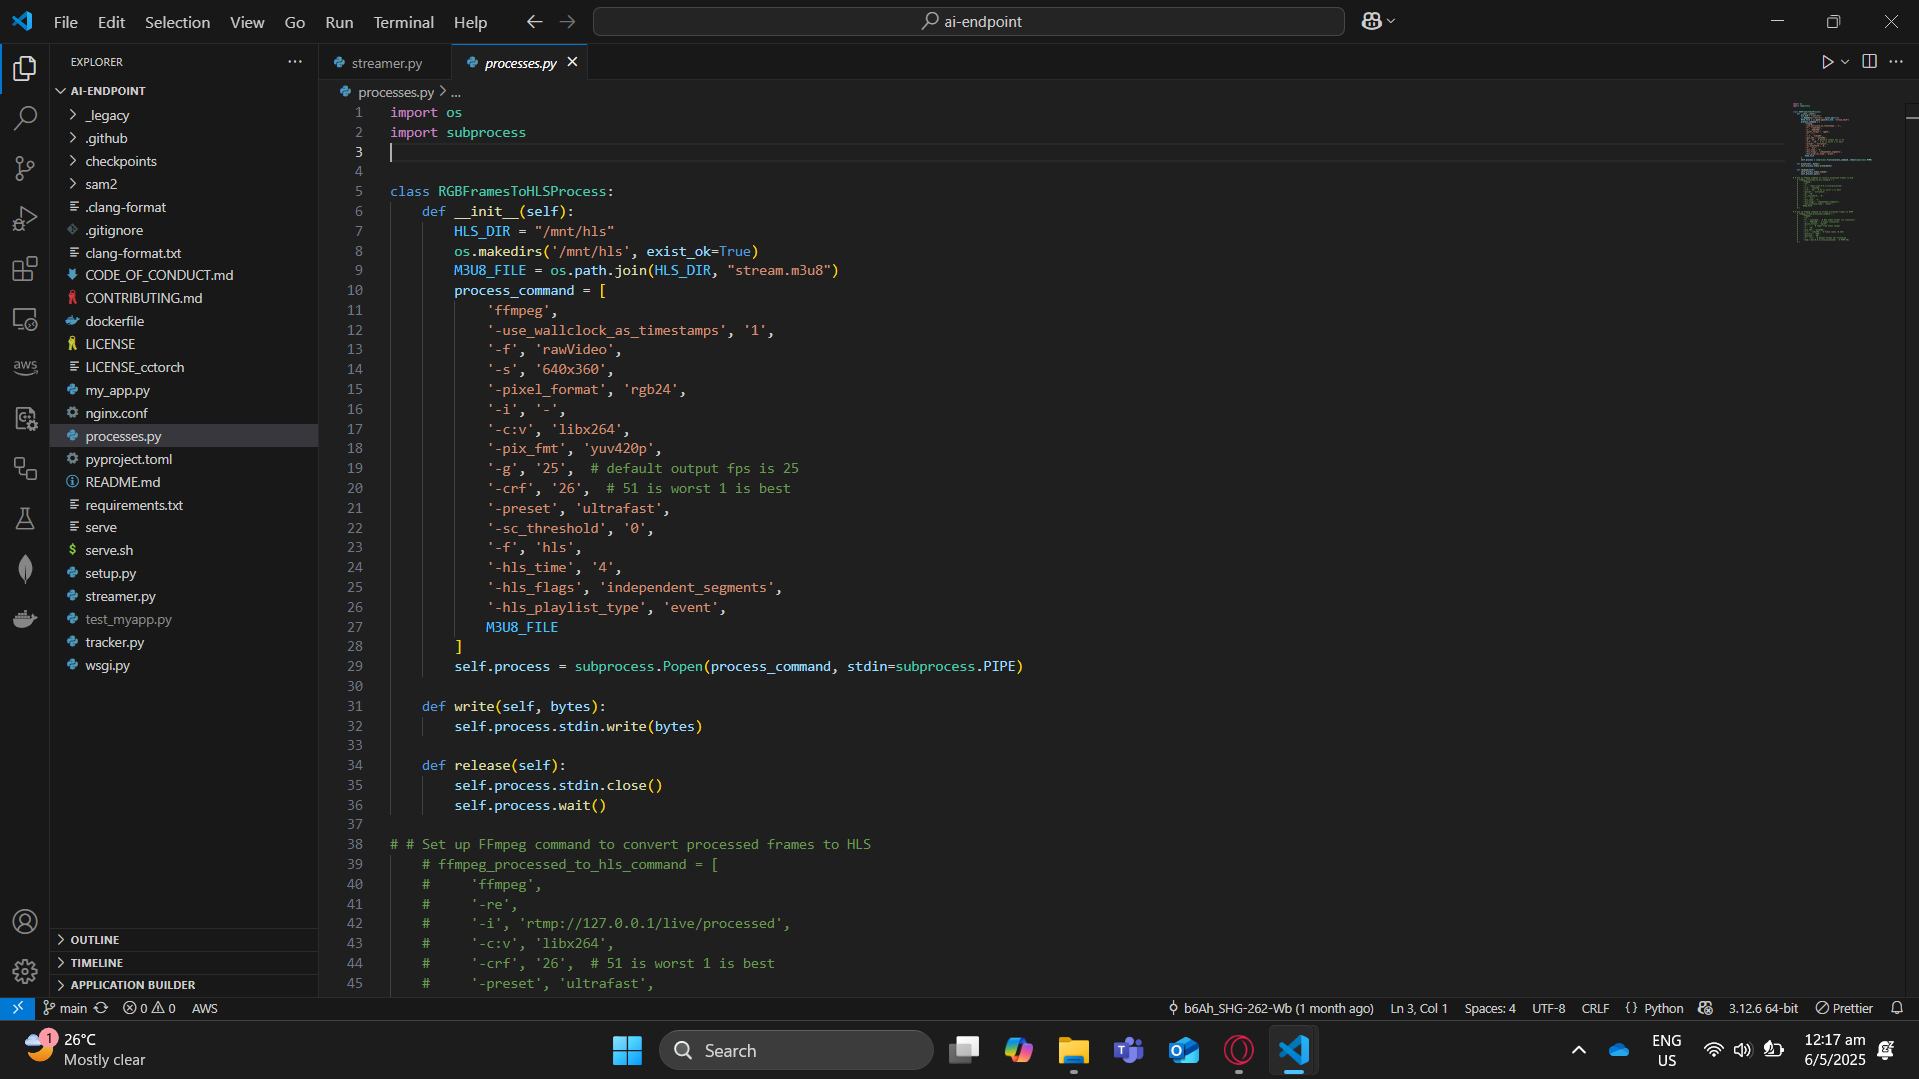 File Edit Selection View Go Run Terminal Help
ai-endpoint
EXPLORER
AI-ENDPOINT
_legacy
.github
checkpoints
sam2
.clang-format
.gitignore
clang-format.txt
CODE_OF_CONDUCT.md
CONTRIBUTING.md
dockerfile
LICENSE
LICENSE_cctorch
my_app.py
nginx.conf
processes.py
pyproject.toml
README.md
requirements.txt
serve
serve.sh
setup.py
streamer.py
test_myapp.py
tracker.py
wsgi.py
OUTLINE
TIMELINE
APPLICATION BUILDER
aws
streamer.py processes.py
processes.py > ...
1 import os
2 import subprocess
3
4
5 class RGBFramesToHLSProcess:
6 def __init__(self):
7 HLS_DIR = "/mnt/hls"
8 os.makedirs('/mnt/hls', exist_ok=True)
9 M3U8_FILE = os.path.join(HLS_DIR, "stream.m3u8")
10 process_command = [
11 'ffmpeg',
12 '-use_wallclock_as_timestamps', '1',
13 '-f', 'rawVideo',
14 '-s', '640x360',
15 '-pixel_format', 'rgb24',
16 '-i', '-',
17 '-c:v', 'libx264',
18 '-pix_fmt', 'yuv420p',
19 '-g', '25', # default output fps is 25
20 '-crf', '26', # 51 is worst 1 is best
21 '-preset', 'ultrafast',
22 '-sc_threshold', '0',
23 '-f', 'hls',
24 '-hls_time', '4',
25 '-hls_flags', 'independent_segments',
26 '-hls_playlist_type', 'event',
27 M3U8_FILE
28 ]
29 self.process = subprocess.Popen(process_command, stdin=subprocess.PIPE)
30
31 def write(self, bytes):
32 self.process.stdin.write(bytes)
33
34 def release(self):
35 self.process.stdin.close()
36 self.process.wait()
37
38 # # Set up FFmpeg command to convert processed frames to HLS
39 # ffmpeg_processed_to_hls_command = [
40 # 'ffmpeg',
41 # '-re',
42 # '-i', 'rtmp://127.0.0.1/live/processed',
43 # '-c:v', 'libx264',
44 # '-crf', '26', # 51 is worst 1 is best
45 # '-preset', 'ultrafast',
main 0 0 AWS b6Ah_SHG-262-Wb (1 month ago) Ln 3, Col 1 Spaces: 4 UTF-8 CRLF {} Python 3.12.6 64-bit Prettier
1
26°C
Mostly clear
Search
ENG
US
12:17 am
6/5/2025